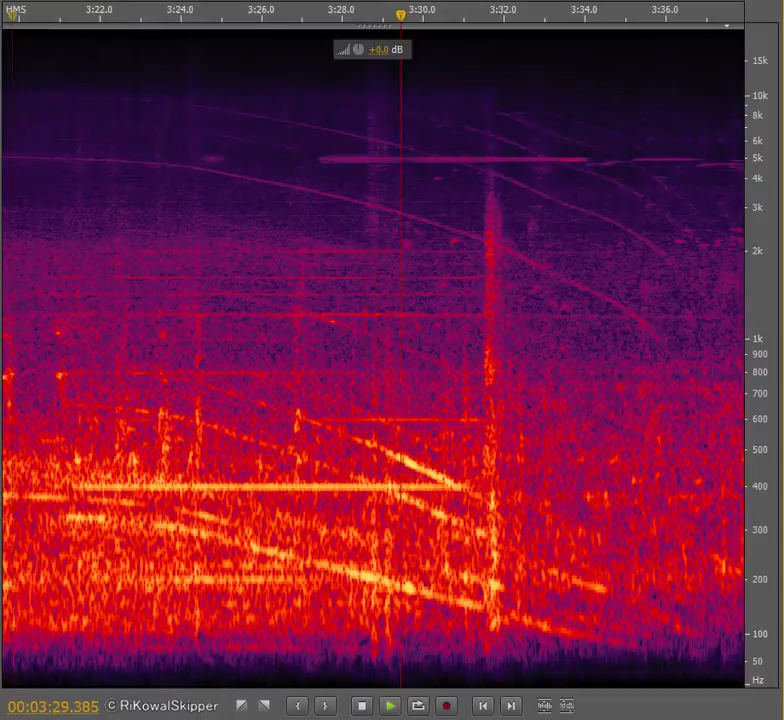 HMS 3:22.0 3:24.0 3:26.0 3:28.0 3:30.0 3:32.0 3:34.0 3:36.0
+0.0 dB
15k
10k
8k
6k
5k
4k
3k
2k
1k
900
800
700
600
500
400
300
200
100
50
Hz
00:03:29.385 © RiKowalSkipper